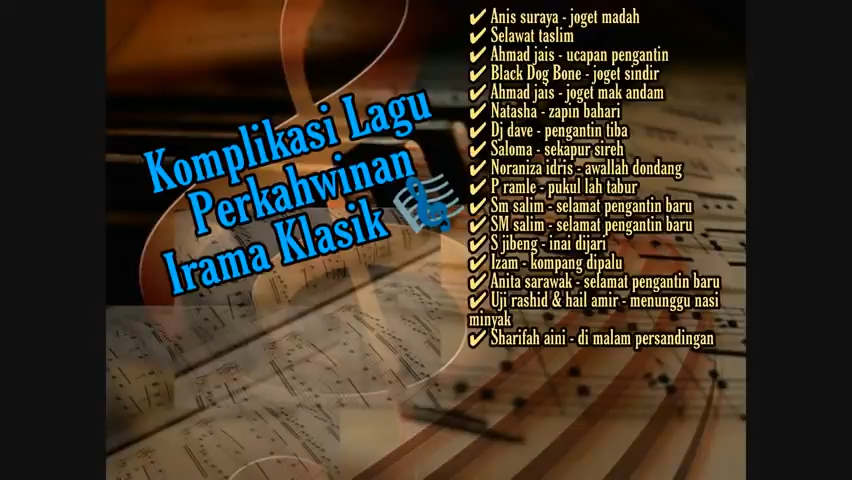 Komplikasi Lagu
Perkahwinan
Irama Klasik
✔ Anis suraya - joget madah
✔ Selawat taslim
✔ Ahmad jais - ucapan pengantin
✔ Black Dog Bone - joget sindir
✔ Ahmad jais - joget mak andam
✔ Natasha - zapin bahari
✔ Dj dave - pengantin tiba
✔ Saloma - sekapur sireh
✔ Noraniza idris - awallah dondang
✔ P ramle - pukul lah tabur
✔ Sm salim - selamat pengantin baru
✔ SM salim - selamat pengantin baru
✔ S jibeng - inai dijari
✔ Izam - kompang dipalu
✔ Anita sarawak - selamat pengantin baru
✔ Uji rashid & hail amir - menunggu nasi
minyak
✔ Sharifah aini - di malam persandingan